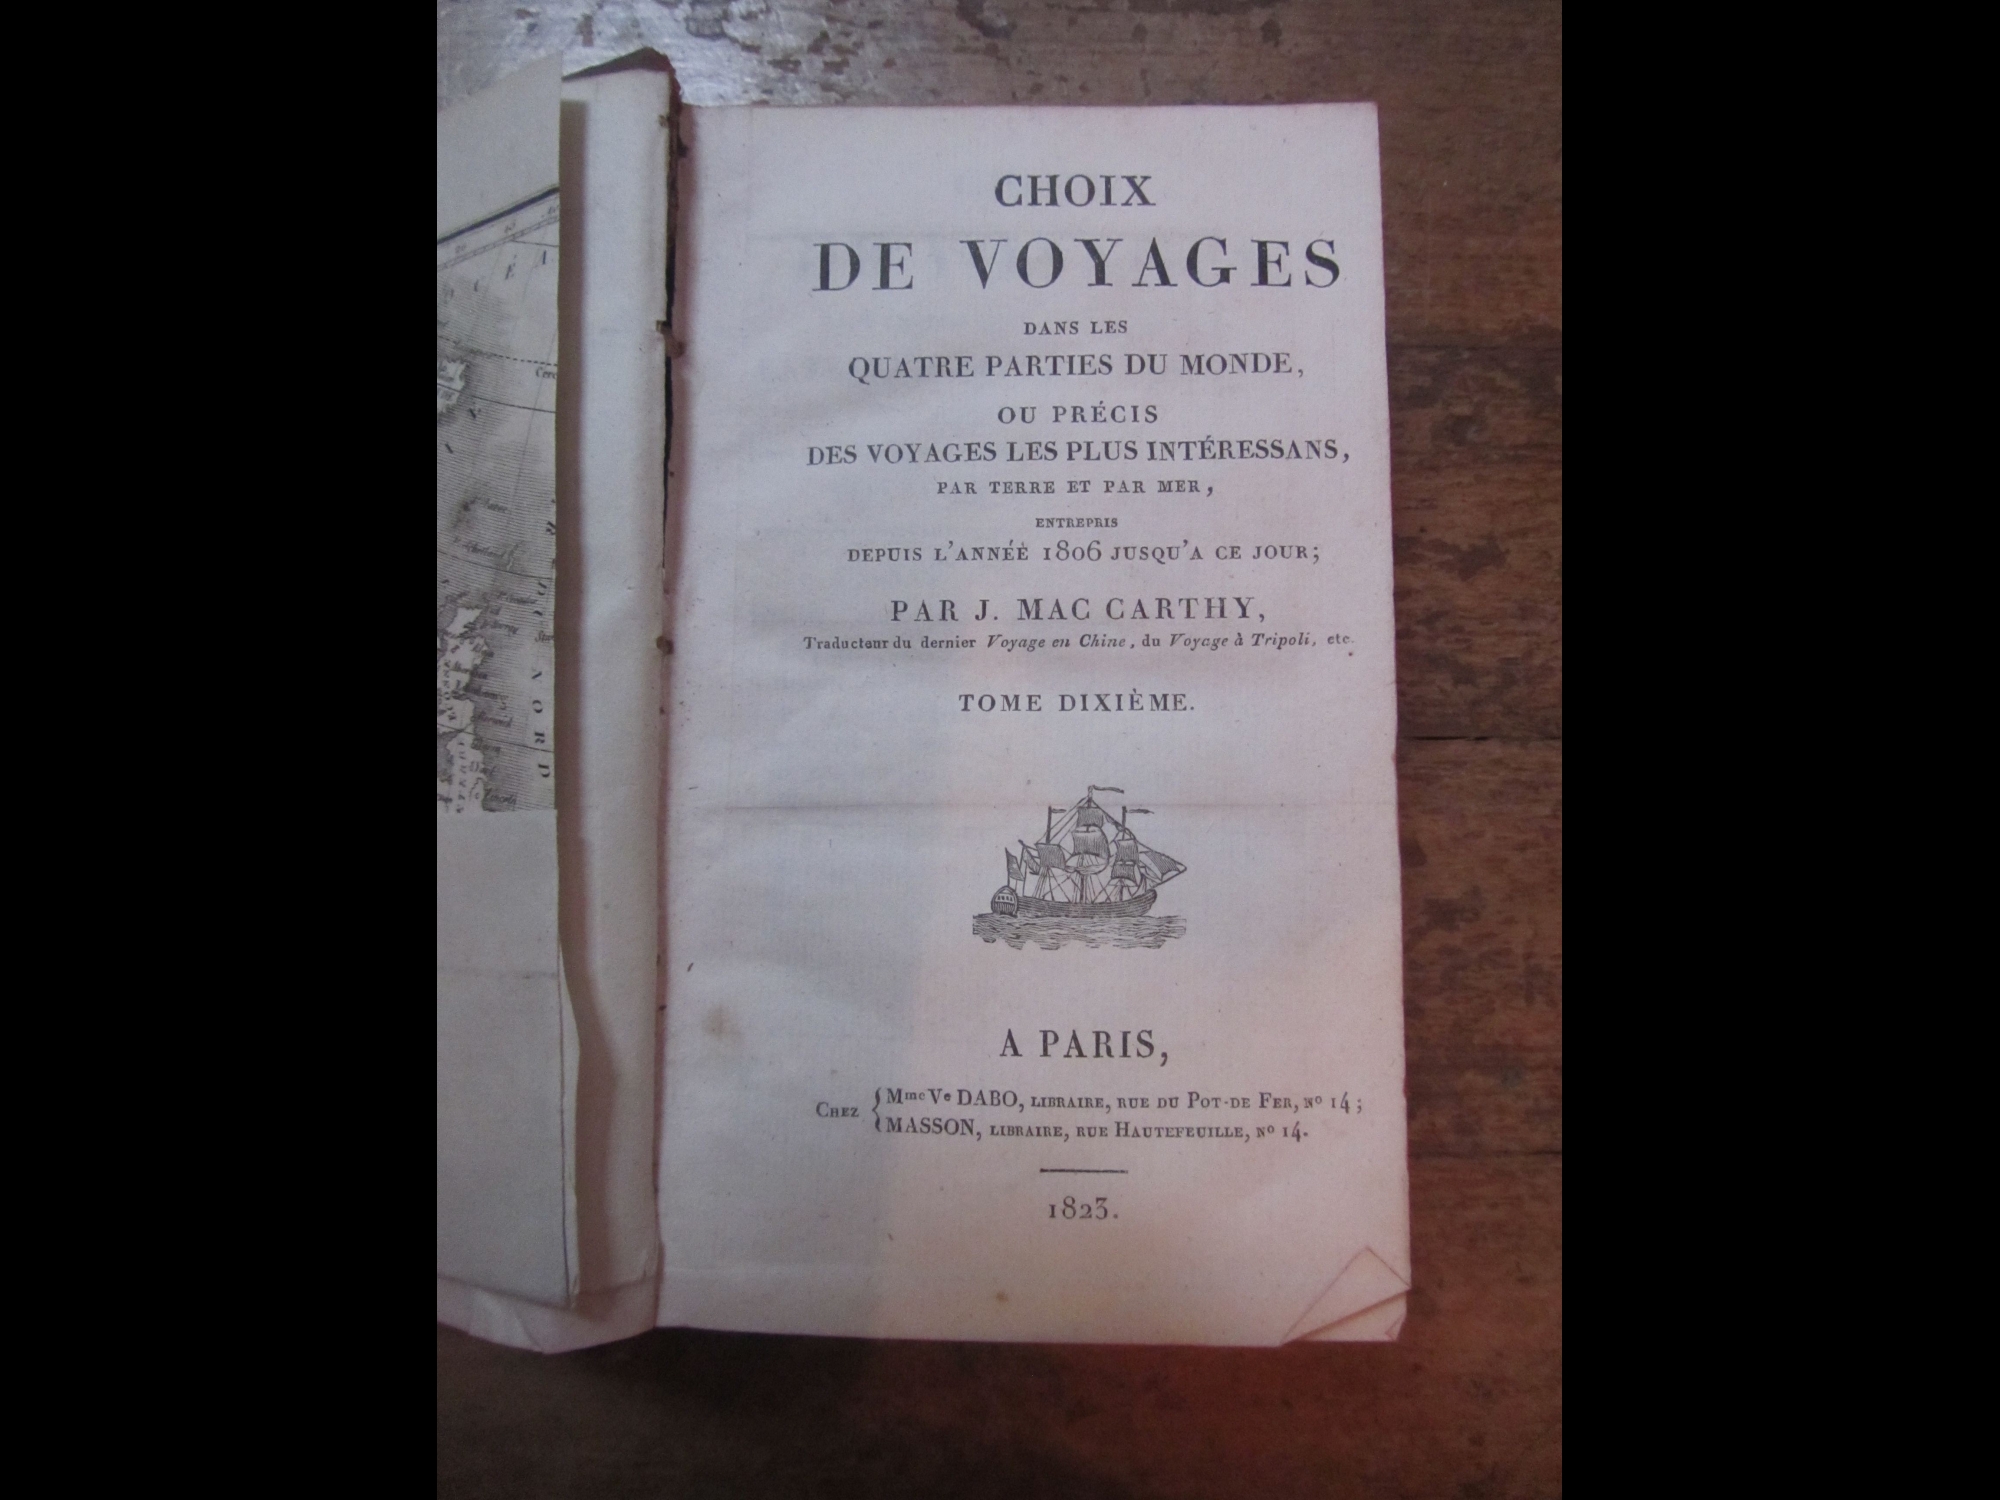 CHOIX
DE VOYAGES
DANS LES
QUATRE PARTIES DU MONDE,
OU PRÉCIS
DES VOYAGES LES PLUS INTÉRESSANS,
PAR TERRE ET PAR MER,
ENTREPRIS
DEPUIS L'ANNÉE 1806 JUSQU'A CE JOUR;
PAR J. MAC CARTHY,
Traducteur du dernier Voyage en Chine, du Voyage à Tripoli, etc.
TOME DIXIÈME.
A PARIS,
CHEZ
Mme Ve DABO, LIBRAIRE, RUE DU POT-DE FER, No 14;
MASSON, LIBRAIRE, RUE HAUTEFEUILLE, No 14.
1823.